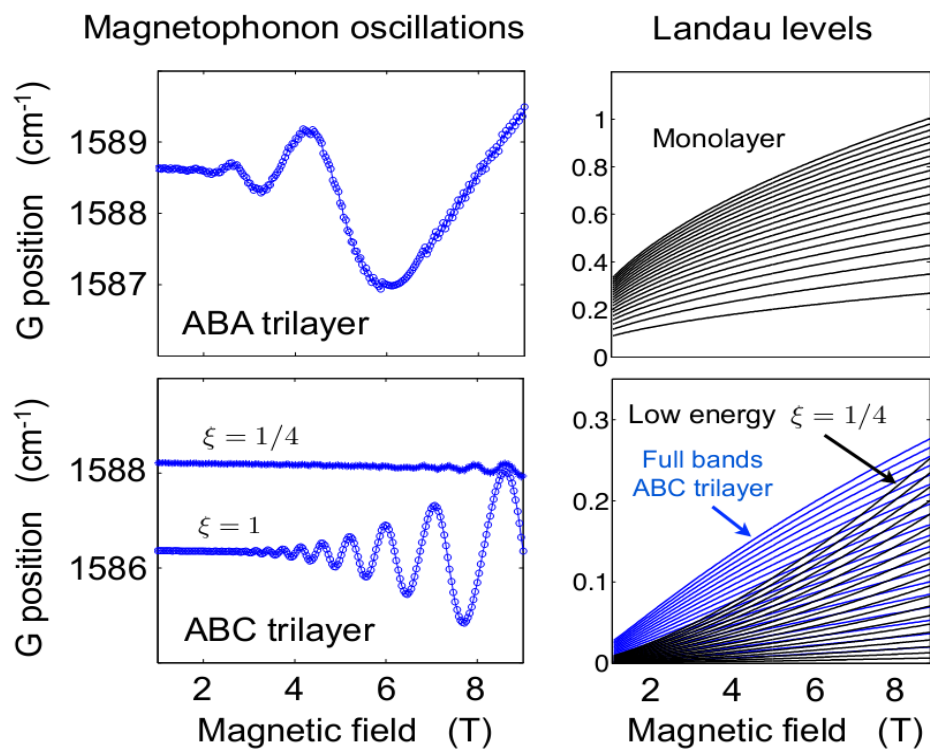 Magnetophonon oscillations
Landau levels
G position (cm⁻¹)
1589
1588
1587
ABA trilayer
1
0.8
0.6
0.4
0.2
0
Monolayer
G position (cm⁻¹)
1588
1586
ξ = 1/4
ξ = 1
ABC trilayer
2
4
6
8
Magnetic field (T)
0.3
0.2
0.1
0
Low energy ξ = 1/4
Full bands
ABC trilayer
2
4
6
8
Magnetic field (T)